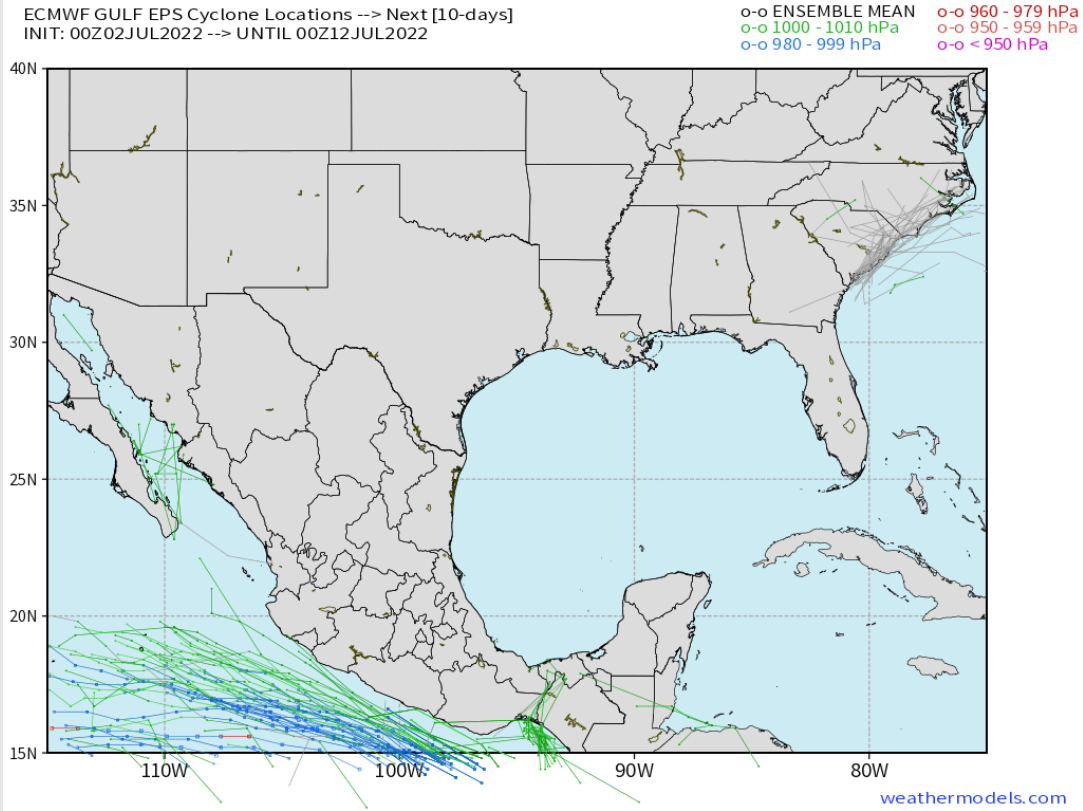 ECMWF GULF EPS Cyclone Locations --> Next [10-days]
INIT: 00Z02JUL2022 --> UNTIL 00Z12JUL2022
o-o ENSEMBLE MEAN
o-o 1000 - 1010 hPa
o-o 980 - 999 hPa
o-o 960 - 979 hPa
o-o 950 - 959 hPa
o-o < 950 hPa
40N
35N
30N
25N
20N
15N
110W 100W 90W 80W
weathermodels.com